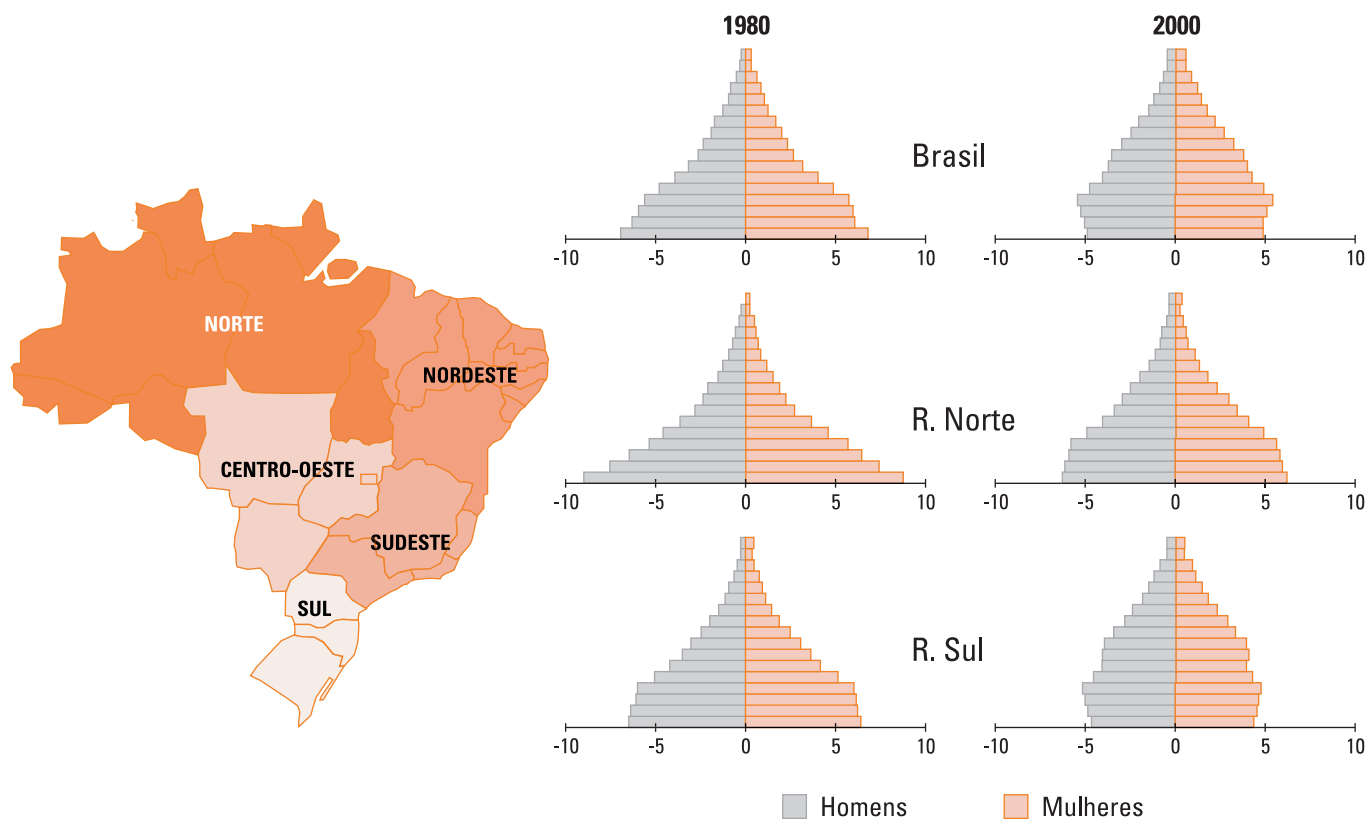 1980
2000
Brasil
-10 -5 0 5 10
-10 -5 0 5 10
NORTE
NORDESTE
CENTRO-OESTE
SUDESTE
SUL
R. Norte
-10 -5 0 5 10
-10 -5 0 5 10
R. Sul
-10 -5 0 5 10
-10 -5 0 5 10
Homens
Mulheres